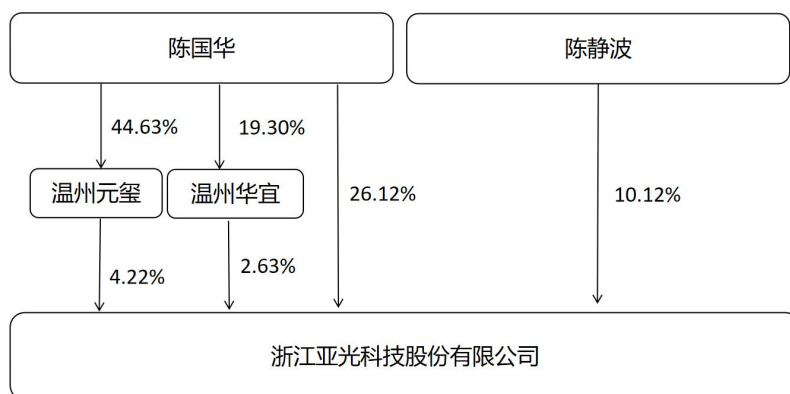 陈国华
陈静波
44.63%
19.30%
温州元玺
温州华宜
26.12%
10.12%
4.22%
2.63%
浙江亚光科技股份有限公司